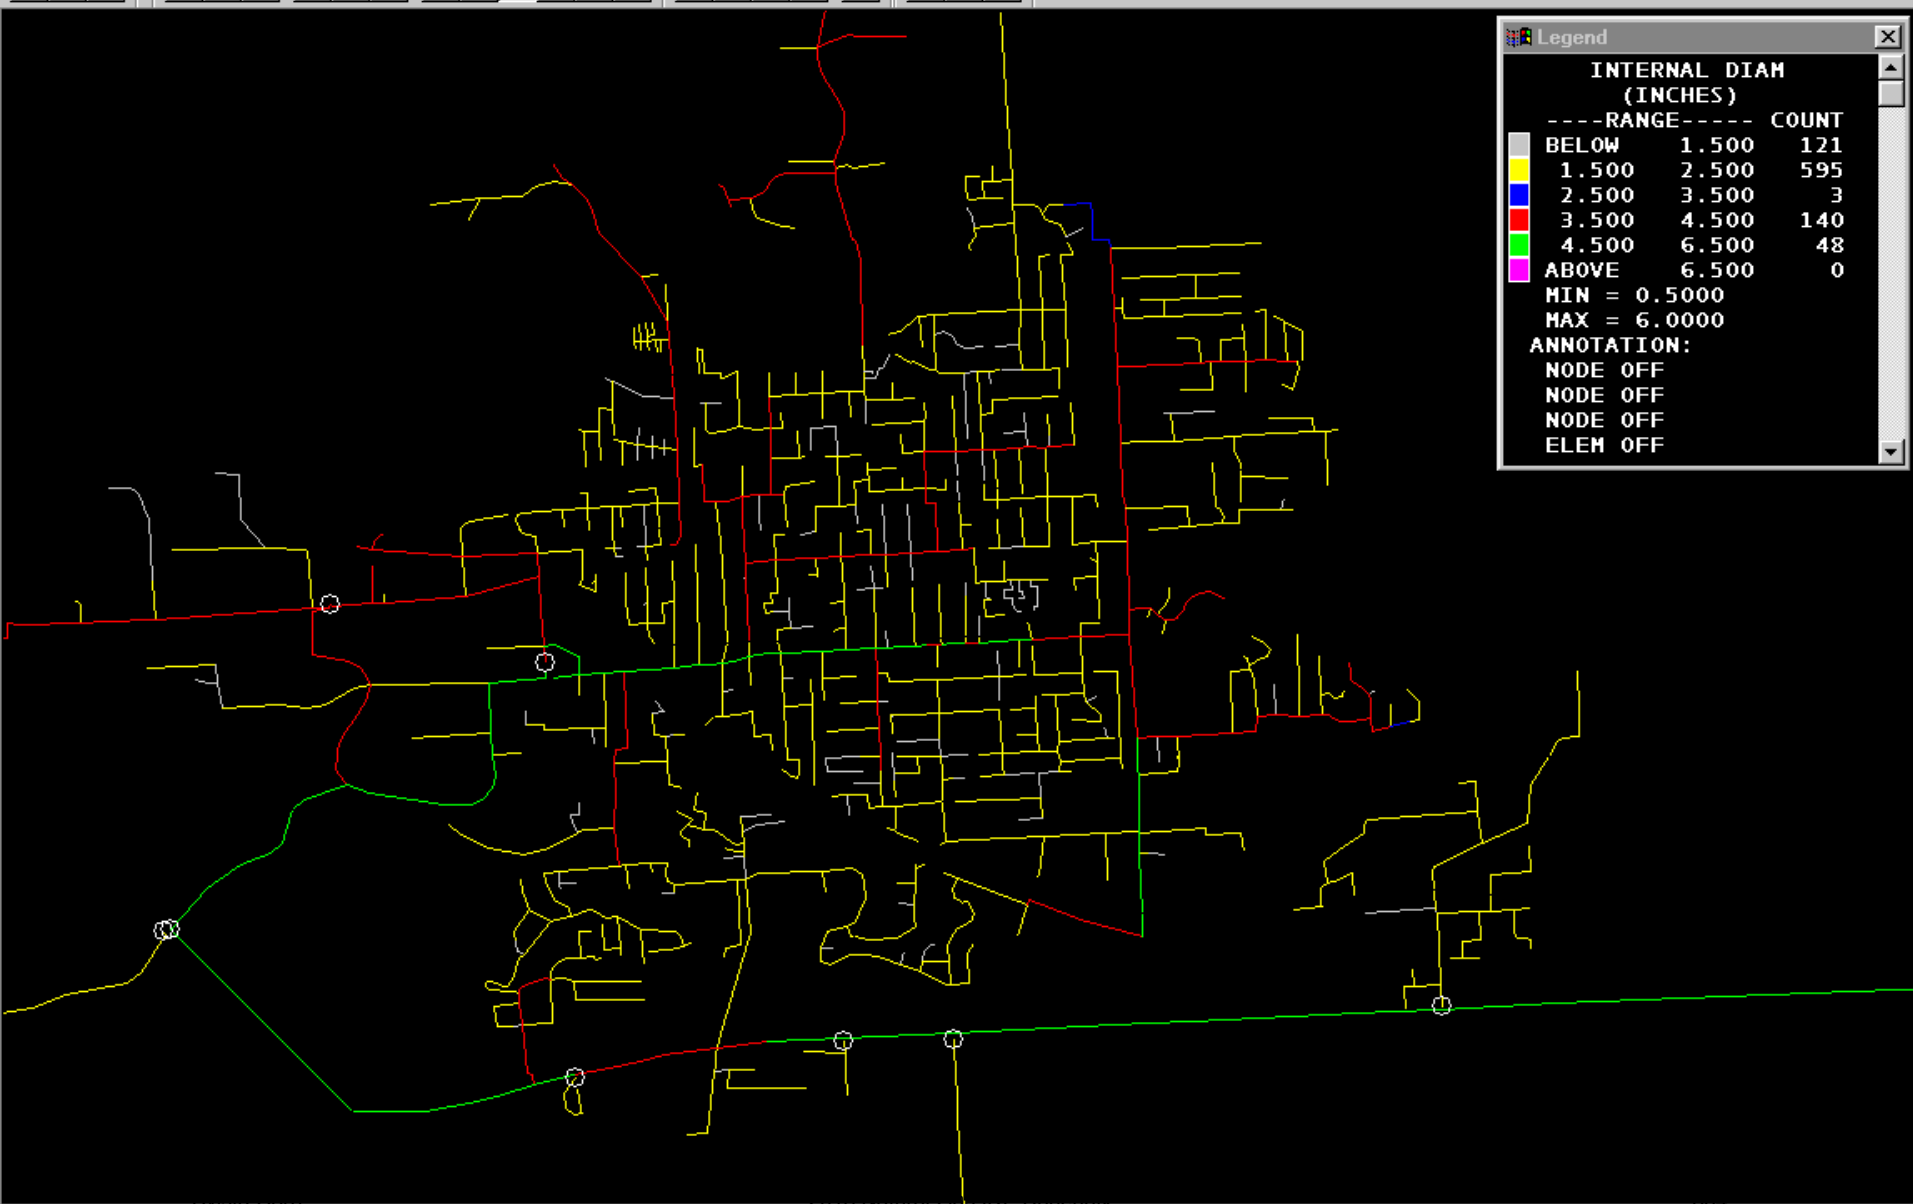 Legend
INTERNAL DIAM
(INCHES)
----RANGE----- COUNT
BELOW 1.500 121
1.500 2.500 595
2.500 3.500 3
3.500 4.500 140
4.500 6.500 48
ABOVE 6.500 0
MIN = 0.5000
MAX = 6.0000
ANNOTATION:
NODE OFF
NODE OFF
NODE OFF
ELEM OFF